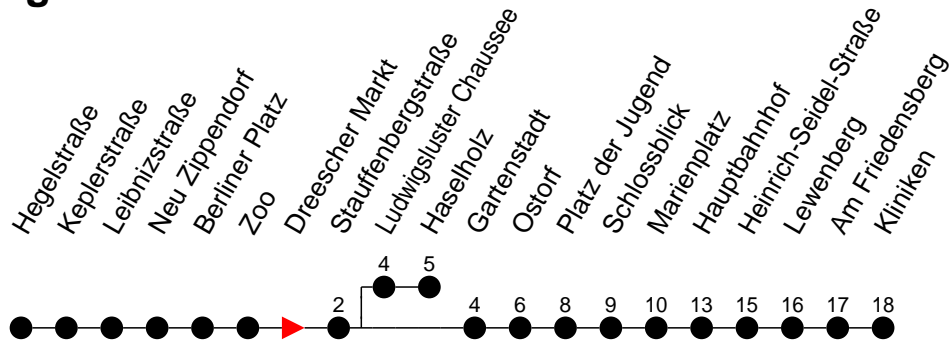 Hegelstraße
Keplerstraße
Leibnizstraße
Neu Zippendorf
Berliner Platz
Zoo
Dreescher Markt
Stauffenbergstraße
Ludwigsluster Chaussee
Haselholz
Gartenstadt
Ostorf
Platz der Jugend
Schlossblick
Marienplatz
Hauptbahnhof
Heinrich-Seidel-Straße
Lewenberg
Am Friedensberg
Kliniken
4 5
2 4 6 8 9 10 13 15 16 17 18